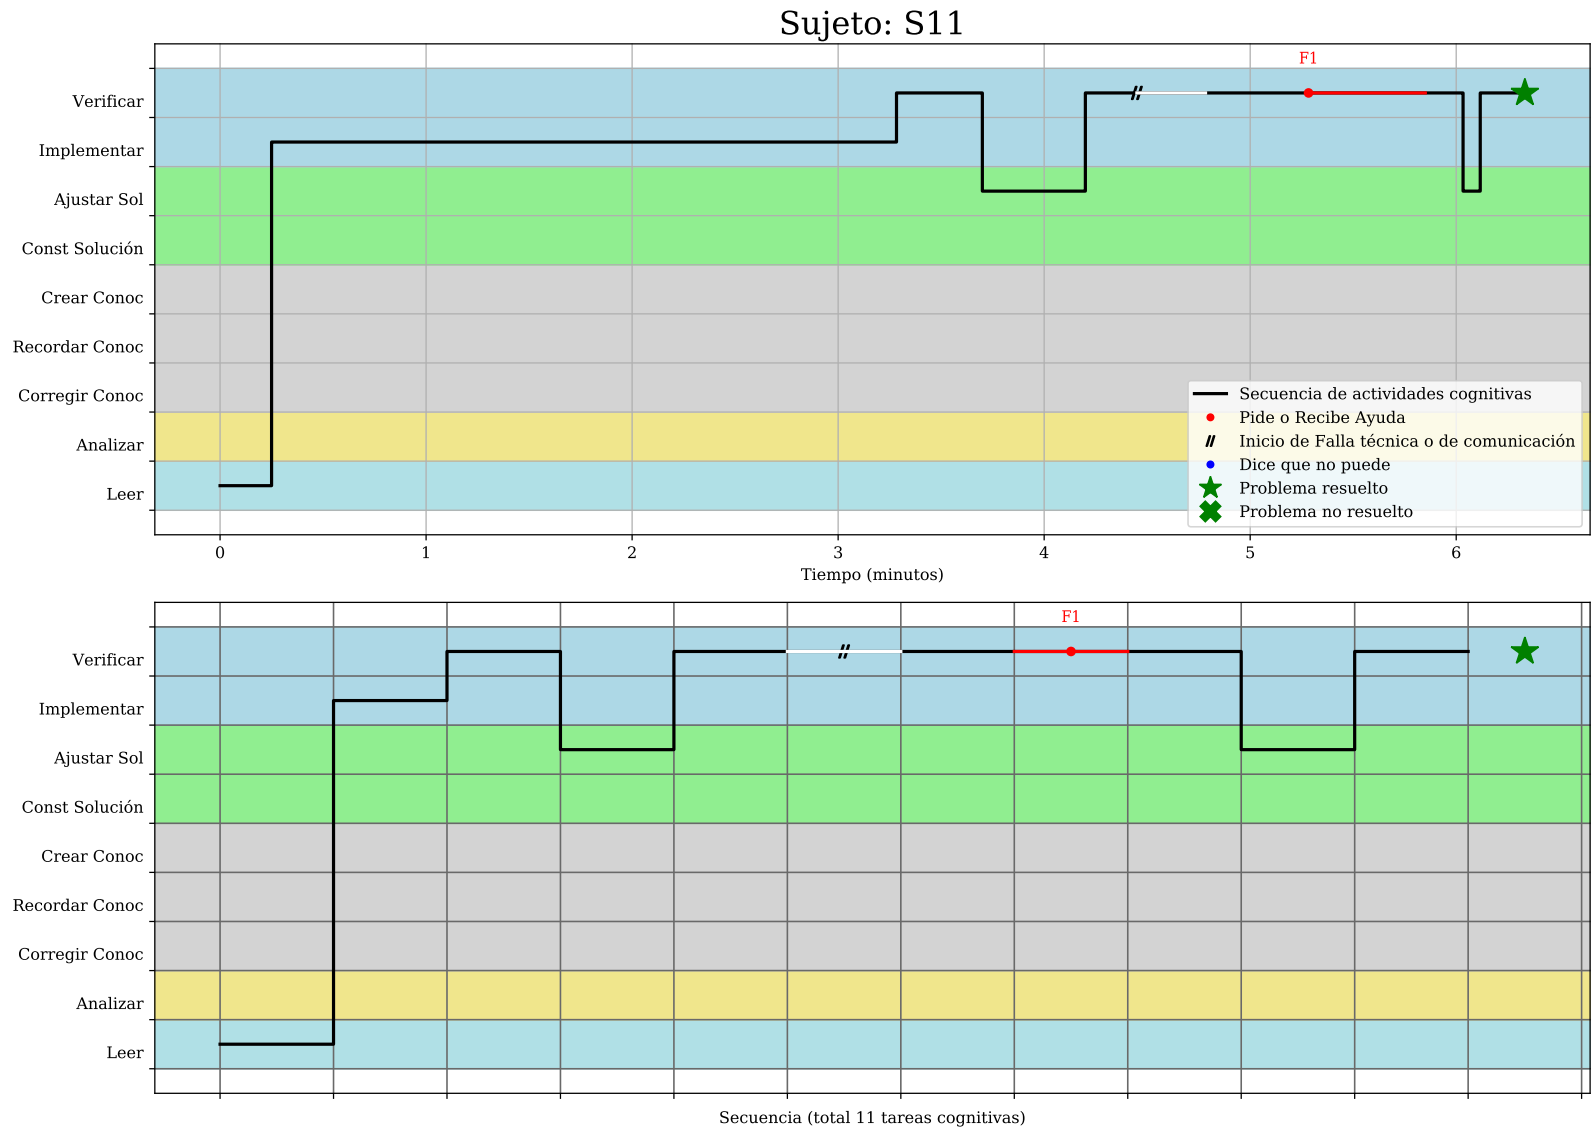 Sujeto: S11
F1
Verificar
Implementar
Ajustar Sol
Const Solución
Crear Conoc
Recordar Conoc
Corregir Conoc
Analizar
Leer
Secuencia de actividades cognitivas
Pide o Recibe Ayuda
Inicio de Falla técnica o de comunicación
Dice que no puede
Problema resuelto
Problema no resuelto
0 1 2 3 4 5 6
Tiempo (minutos)
F1
Verificar
Implementar
Ajustar Sol
Const Solución
Crear Conoc
Recordar Conoc
Corregir Conoc
Analizar
Leer
Secuencia (total 11 tareas cognitivas)